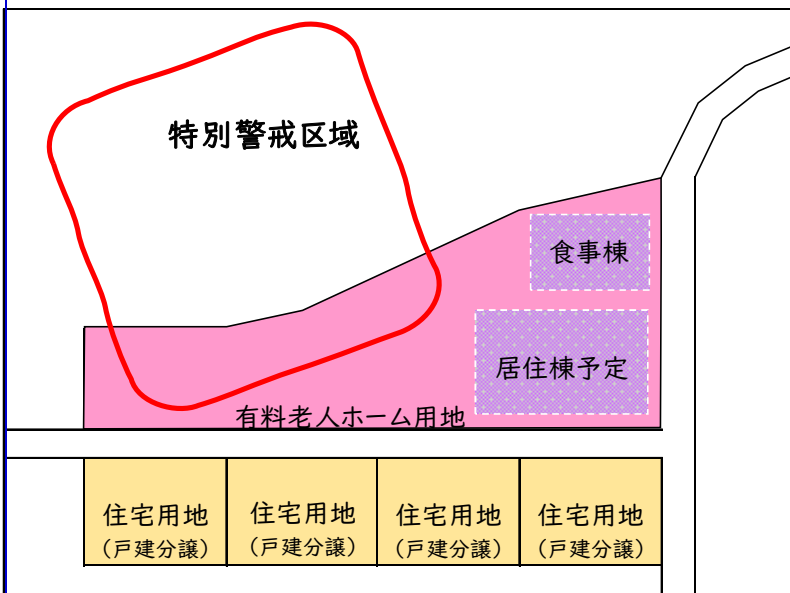 特別警戒区域
食事棟
居住棟予定
有料老人ホーム用地
住宅用地
(戸建分譲)
住宅用地
(戸建分譲)
住宅用地
(戸建分譲)
住宅用地
(戸建分譲)